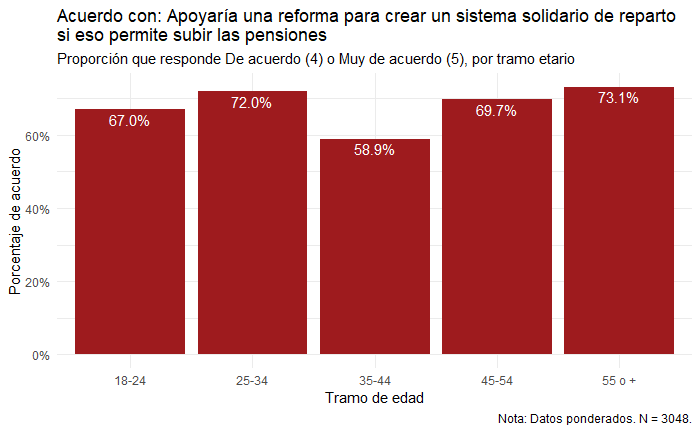 Acuerdo con: Apoyaría una reforma para crear un sistema solidario de reparto
si eso permite subir las pensiones
Proporción que responde De acuerdo (4) o Muy de acuerdo (5), por tramo etario
Porcentaje de acuerdo
60%
40%
20%
0%
67.0%
72.0%
58.9%
69.7%
73.1%
18-24
25-34
35-44
45-54
55 o +
Tramo de edad
Nota: Datos ponderados. N = 3048.